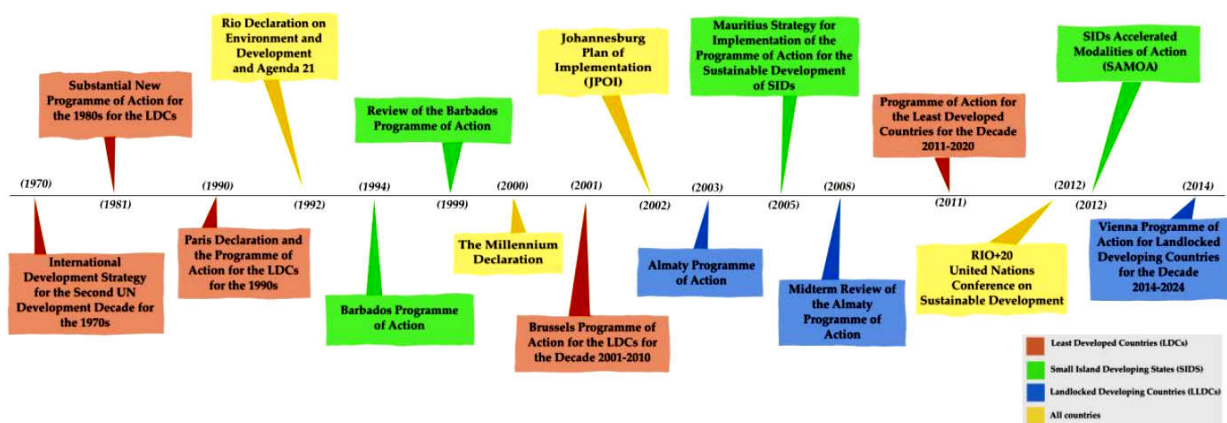 Substantial New
Programme of Action for
the 1980s for the LDCs
Rio Declaration on
Environment and
Development
and Agenda 21
Review of the Barbados
Programme of Action
Johannesburg
Plan of
Implementation
(JPOI)
Mauritius Strategy for
Implementation of the
Programme of Action for the
Sustainable Development
of SIDs
Programme of Action for
the Least Developed
Countries for the Decade
2011-2020
SIDs Accelerated
Modalities of Action
(SAMOA)
(1970)
(1981)
(1990)
(1992)
(1994)
(1999)
(2000)
(2001)
(2002)
(2003)
(2005)
(2008)
(2011)
(2012)
(2012)
(2014)
International
Development Strategy
for the Second UN
Development Decade for
the 1970s
Paris Declaration and
the Programme of
Action for the LDCs
for the 1990s
Barbados Programme
of Action
The Millennium
Declaration
Brussels Programme of
Action for the LDCs for
the Decade 2001-2010
Almaty Programme
of Action
Midterm Review of
the Almaty
Programme of
Action
RIO+20
United Nations
Conference on
Sustainable Development
Vienna Programme of
Action for Landlocked
Developing Countries
for the Decade
2014-2024
Least Developed Countries (LDCs)
Small Island Developing States (SIDS)
Landlocked Developing Countries (LLDCs)
All countries